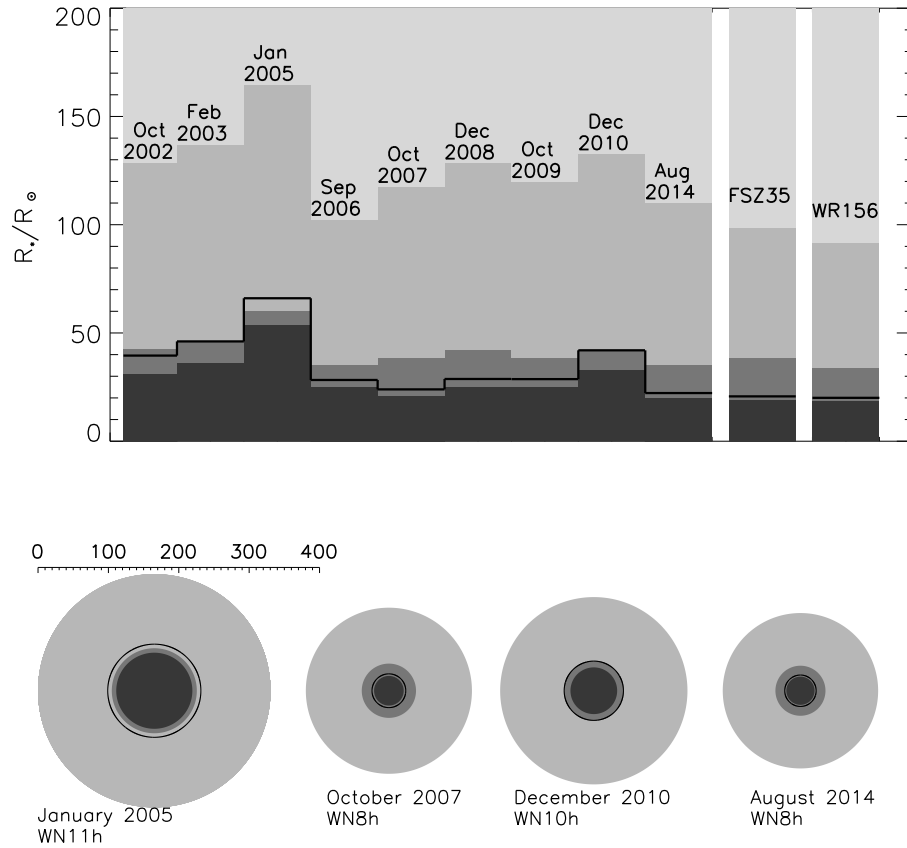 200
150
100
50
0
R*/R⊙
Oct
2002
Feb
2003
Jan
2005
Sep
2006
Oct
2007
Dec
2008
Oct
2009
Dec
2010
Aug
2014
FSZ35
WR156
0 100 200 300 400
January 2005
WN11h
October 2007
WN8h
December 2010
WN10h
August 2014
WN8h